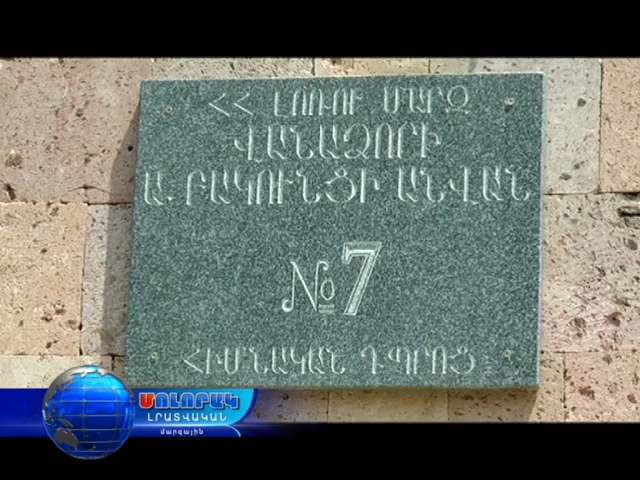 ՀՀ ԼՈՌՈՒ ՄԱՐԶ
ՎԱՆԱՁՈՐԻ
Ա. ԲԱԿՈՒՆՑԻ ԱՆՎԱՆ
№7
ՀԻՄՆԱԿԱՆ ԴՊՐՈՑ
ՄՈԼՈՐԱԿ
ԼՐԱՏՎԱԿԱՆ
մարզային